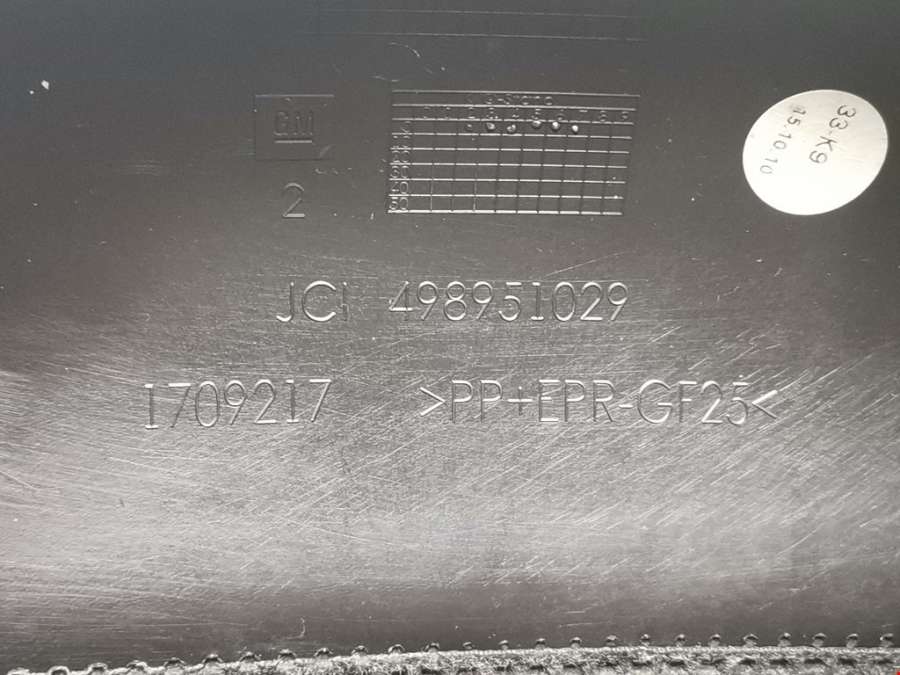 GM
2
33-K9
15.10.10
JCI 498951029
1709217 >PP+EPR-GF25<